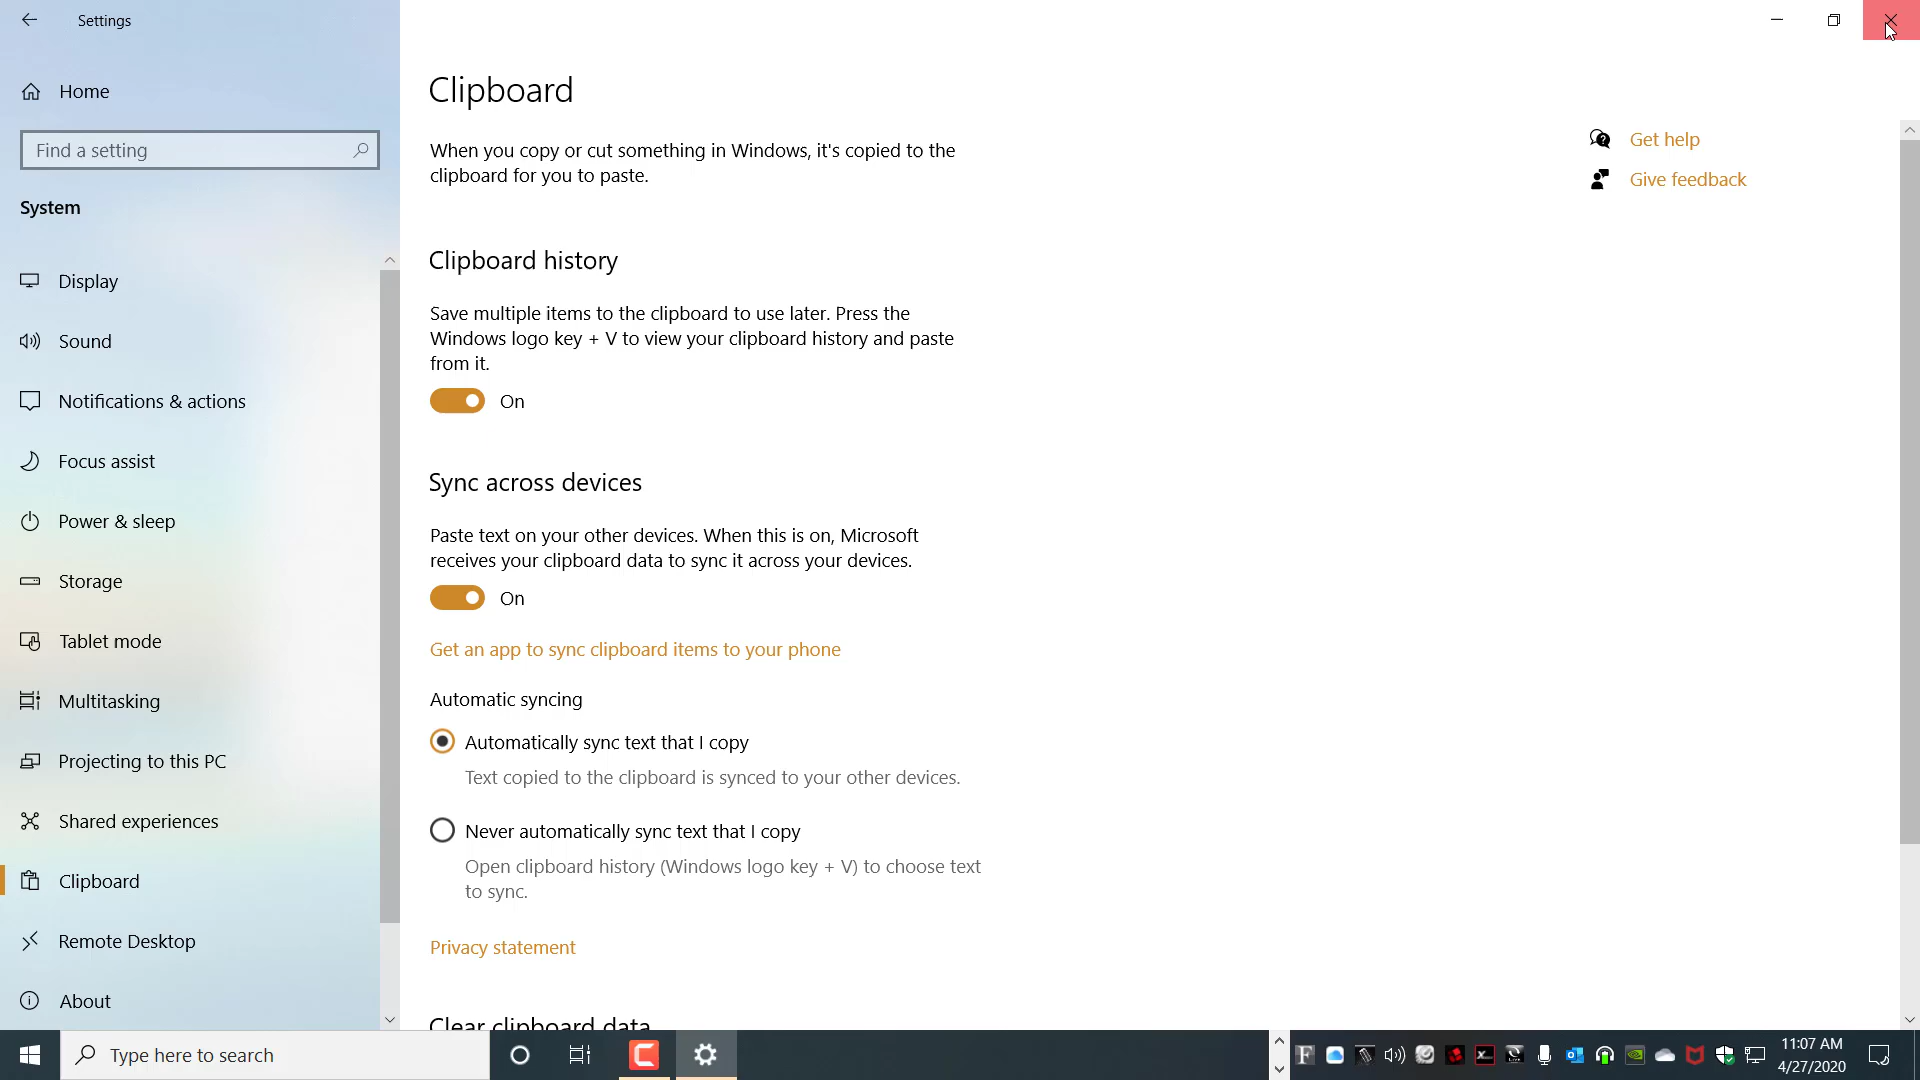 Settings
Home
Find a setting
System
Display
Sound
Notifications & actions
Focus assist
Power & sleep
Storage
Tablet mode
Multitasking
Projecting to this PC
Shared experiences
Clipboard
Remote Desktop
About
Clipboard
When you copy or cut something in Windows, it's copied to the
clipboard for you to paste.
Clipboard history
Save multiple items to the clipboard to use later. Press the
Windows logo key + V to view your clipboard history and paste
from it.
On
Sync across devices
Paste text on your other devices. When this is on, Microsoft
receives your clipboard data to sync it across your devices.
On
Get an app to sync clipboard items to your phone
Automatic syncing
Automatically sync text that I copy
Text copied to the clipboard is synced to your other devices.
Never automatically sync text that I copy
Open clipboard history (Windows logo key + V) to choose text
to sync.
Privacy statement
Clear clipboard data
Get help
Give feedback
Type here to search
11:07 AM
4/27/2020